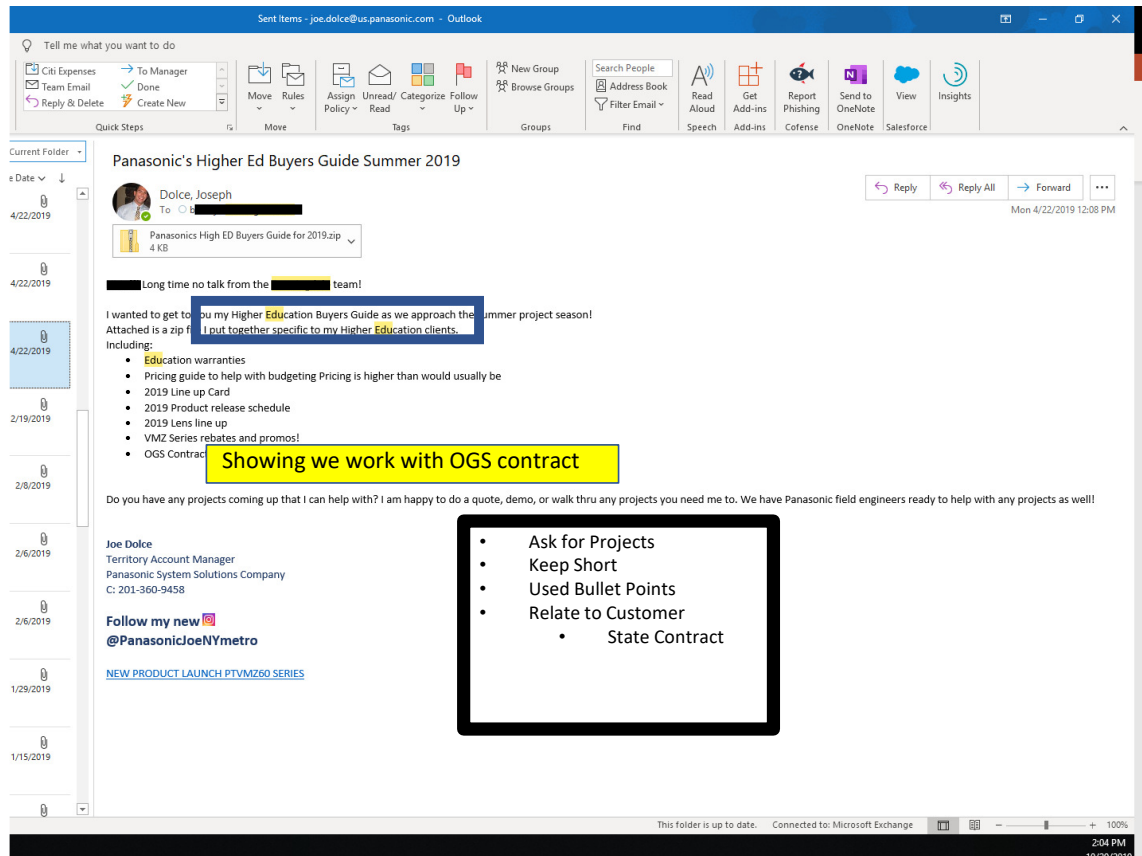 Sent Items - joe.dolce@us.panasonic.com - Outlook
Tell me what you want to do
Citi Expenses
Team Email
Reply & Delete
To Manager
Done
Create New
Quick Steps
Move
Rules
Move
Assign Policy
Unread/ Read
Categorize
Follow Up
Tags
New Group
Browse Groups
Groups
Search People
Address Book
Filter Email
Find
Read Aloud
Speech
Get Add-ins
Add-ins
Report Phishing
Cofense
Send to OneNote
OneNote
View
Salesforce
Insights
Current Folder
e Date
4/22/2019
4/22/2019
4/22/2019
2/19/2019
2/8/2019
2/6/2019
2/6/2019
1/29/2019
1/15/2019
Panasonic's Higher Ed Buyers Guide Summer 2019
Dolce, Joseph
To b
Reply
Reply All
Forward
Mon 4/22/2019 12:08 PM
Panasonics High ED Buyers Guide for 2019.zip
4 KB
Long time no talk from the team!
I wanted to get to you my Higher Education Buyers Guide as we approach the summer project season!
Attached is a zip fi I put together specific to my Higher Education clients.
Including:
• Education warranties
• Pricing guide to help with budgeting Pricing is higher than would usually be
• 2019 Line up Card
• 2019 Product release schedule
• 2019 Lens line up
• VMZ Series rebates and promos!
• OGS Contrac
Showing we work with OGS contract
Do you have any projects coming up that I can help with? I am happy to do a quote, demo, or walk thru any projects you need me to. We have Panasonic field engineers ready to help with any projects as well!
Joe Dolce
Territory Account Manager
Panasonic System Solutions Company
C: 201-360-9458
Follow my new
@PanasonicJoeNYmetro
NEW PRODUCT LAUNCH PTVMZ60 SERIES
• Ask for Projects
• Keep Short
• Used Bullet Points
• Relate to Customer
• State Contract
This folder is up to date.
Connected to: Microsoft Exchange
100%
2:04 PM